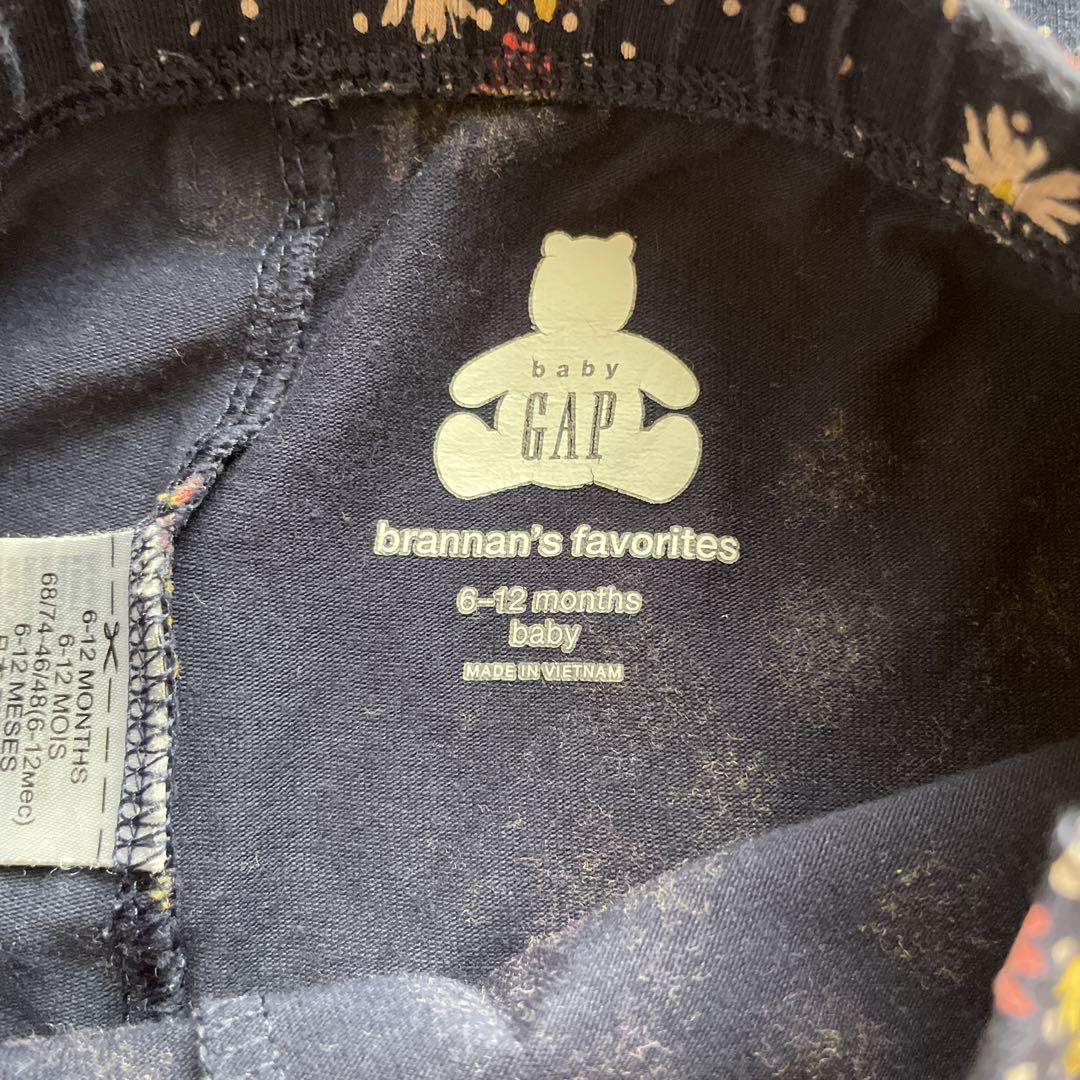 baby
GAP
brannan's favorites
6–12 months
baby
MADE IN VIETNAM
6-12 MONTHS
6-12 MOIS
68/74-46/48(6-12мес)
6-12 MESES